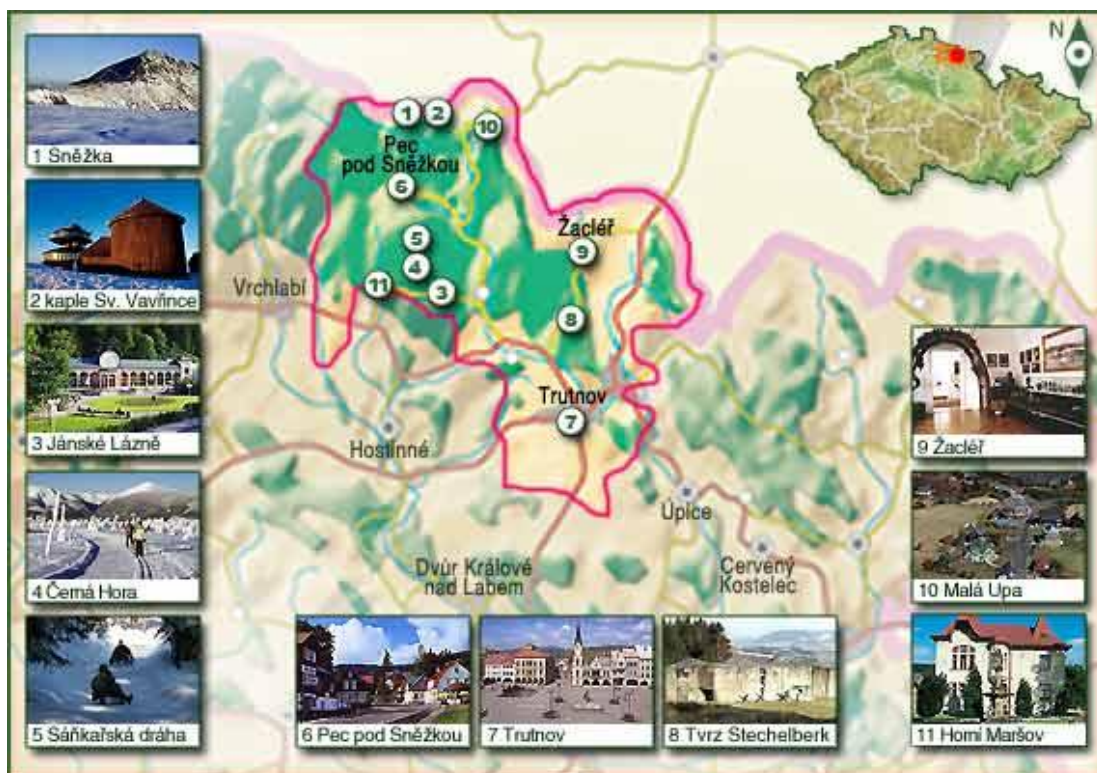 N
1
2
10
Pec
pod Sněžkou
6
Žacléř
9
5
4
11
3
8
Vrchlabí
Trutnov
7
Hostinné
Úpice
Dvůr Králové
nad Labem
Červený
Kostelec
1 Sněžka
2 kaple Sv. Vavřince
3 Jánské Lázně
4 Černá Hora
5 Sáňkařská dráha
6 Pec pod Sněžkou
7 Trutnov
8 Tvrz Stechelberk
9 Žacléř
10 Malá Upa
11 Horní Maršov